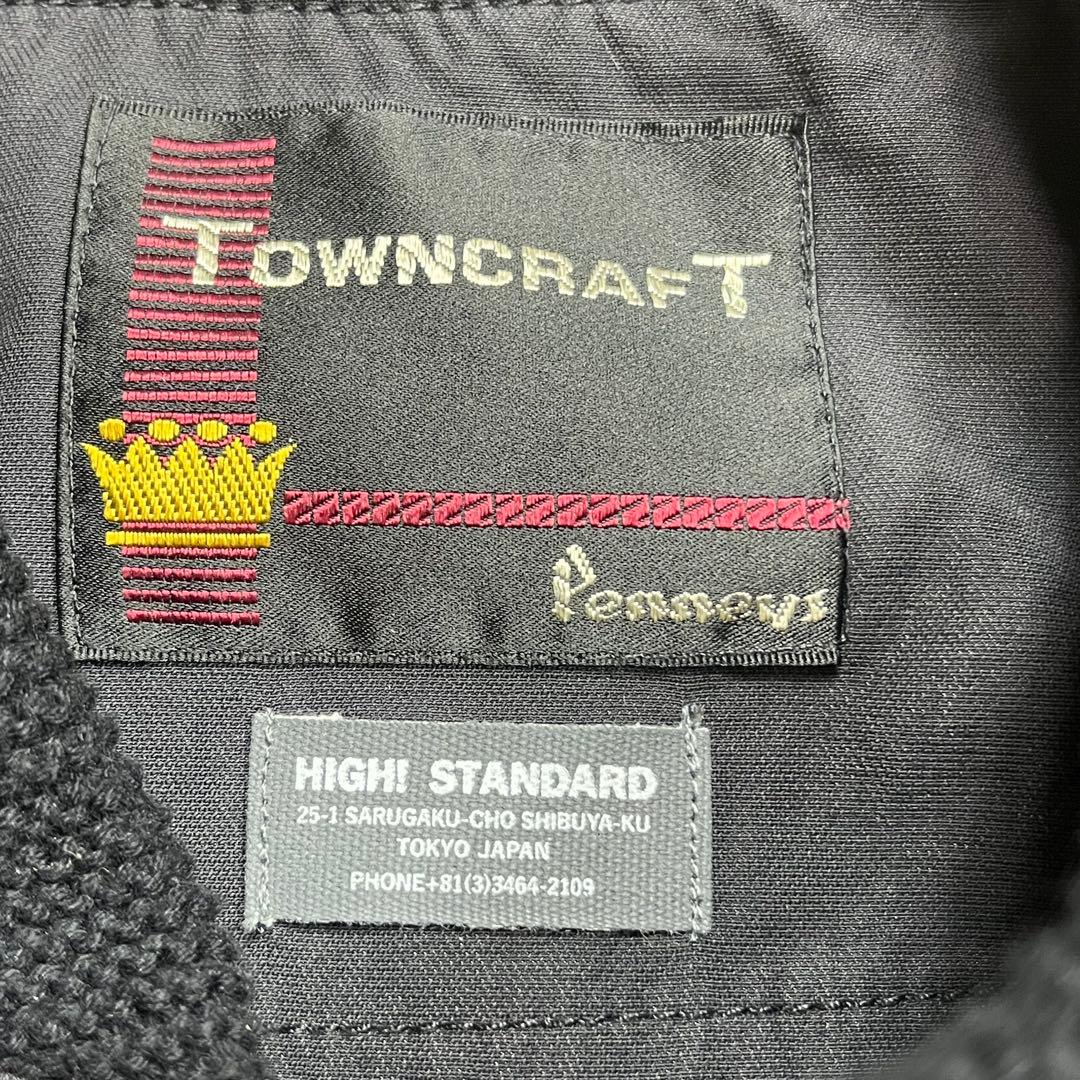 TOWNCRAFT
Penneys
HIGH! STANDARD
25-1 SARUGAKU-CHO SHIBUYA-KU
TOKYO JAPAN
PHONE+81(3)3464-2109